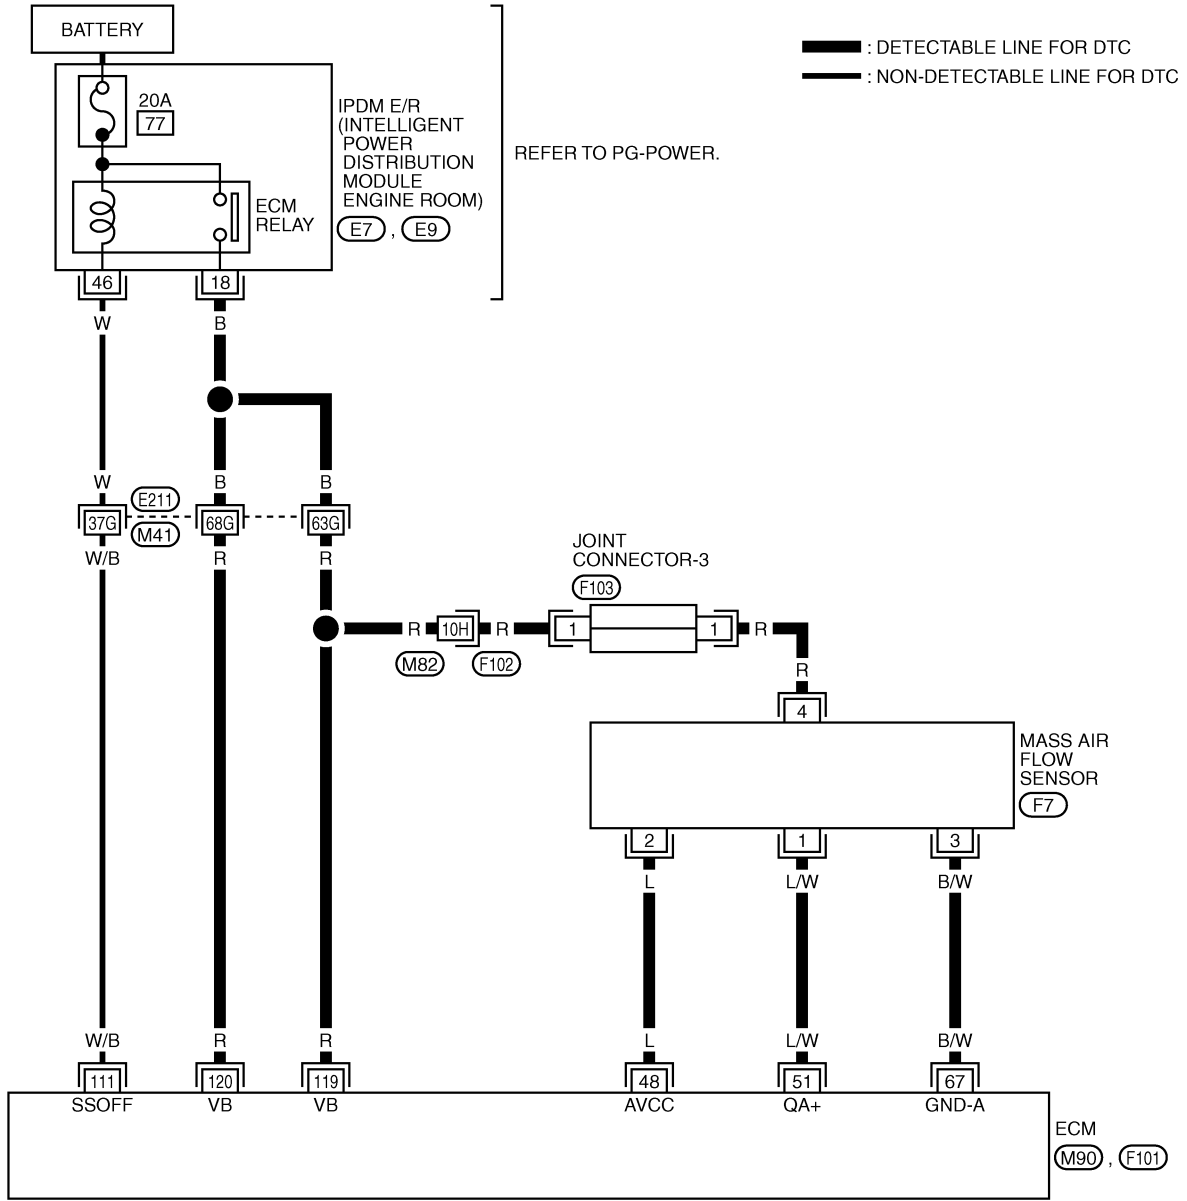 BATTERY
: DETECTABLE LINE FOR DTC
: NON-DETECTABLE LINE FOR DTC
20A
77
IPDM E/R
(INTELLIGENT
POWER
DISTRIBUTION
MODULE
ENGINE ROOM)
E7 , E9
REFER TO PG-POWER.
ECM
RELAY
46 18
W B
W B B
E211
37G 68G 63G
M41
W/B R R
JOINT
CONNECTOR-3
F103
R 10H R 1 1 R
M82 F102
R
4
MASS AIR
FLOW
SENSOR
F7
2 1 3
L L/W B/W
W/B R R L L/W B/W
111 120 119 48 51 67
SSOFF VB VB AVCC QA+ GND-A
ECM
M90 , F101